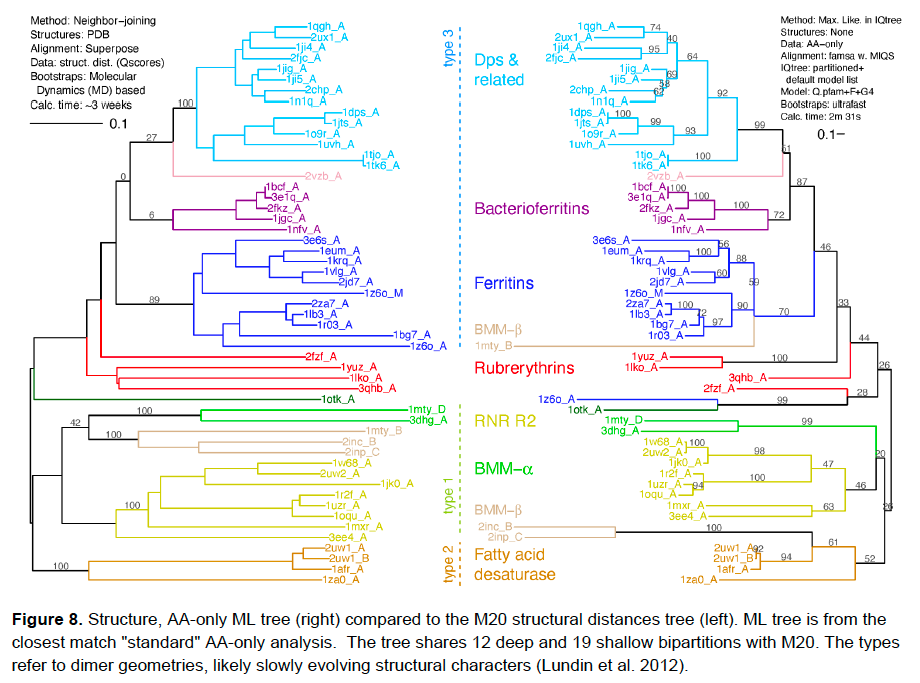 Method: Neighbor-joining
Structures: PDB
Alignment: Superpose
Data: struct. dist. (Qscores)
Bootstraps: Molecular
Dynamics (MD) based
Calc. time: ~3 weeks
0.1
1qgh_A
2ux1_A
1ji4_A
2fjc_A
1jig_A
1ji5_A
2chp_A
1n1q_A
100
1dps_A
1jts_A
1o9r_A
1uvh_A
27
1tjo_A
1tk6_A
2vzb_A
0
1bcf_A
3e1q_A
2fkz_A
1jgc_A
6
1nfv_A
3e6s_A
1eum_A
1krq_A
1vlg_A
2jd7_A
89
1z6o_M
2za7_A
1lb3_A
1r03_A
1bg7_A
1z6o_A
2fzf_A
1yuz_A
1lko_A
3qhb_A
1otk_A
100
1mty_D
3dhg_A
42
1mty_B
100
2inc_B
2inp_C
1w68_A
2uw2_A
1jk0_A
1r2f_A
100
1uzr_A
1oqu_A
1mxr_A
3ee4_A
2uw1_A
2uw1_B
100
1afr_A
1za0_A
type 3
type 1
type 2
Dps &
related
Bacterioferritins
Ferritins
BMM-β
Rubrerythrins
RNR R2
BMM-α
BMM-β
Fatty acid
desaturase
Method: Max. Like. in IQtree
Structures: None
Data: AA-only
Alignment: famsa w. MIQS
IQtree: partitioned+
default model list
Model: Q.pfam+F+G4
Bootstraps: ultrafast
Calc. time: 2m 31s
0.1
1qgh_A 74
2ux1_A 40
1ji4_A 95
2fjc_A 64
1jig_A 69
1ji5_A
2chp_A 92
1n1q_A
1dps_A 100
1jts_A 99
1o9r_A 93
1uvh_A 99
1tjo_A 100
1tk6_A
2vzb_A
1bcf_A 100 87
3e1q_A 100
2fkz_A 100
1jgc_A 72
1nfv_A
3e6s_A 56 46
1eum_A 100
1krq_A 88
1vlg_A 60
2jd7_A 59
1z6o_M
2za7_A 100 90 33
1lb3_A 70
1bg7_A 97
1r03_A
1mty_B 44
1yuz_A 100
1lko_A 26
3qhb_A
2fzf_A 28
1z6o_A 99
1otk_A
1mty_D 99
3dhg_A
1w68_A 100
2uw2_A 98 20
1jk0_A 47
1r2f_A 100
1uzr_A 94 46
1oqu_A
1mxr_A 63
3ee4_A
2inc_B 100
2inp_C 61
2uw1_A 92
2uw1_B 94 52
1afr_A
1za0_A
Figure 8. Structure, AA-only ML tree (right) compared to the M20 structural distances tree (left). ML tree is from the
closest match "standard" AA-only analysis. The tree shares 12 deep and 19 shallow bipartitions with M20. The types
refer to dimer geometries, likely slowly evolving structural characters (Lundin et al. 2012).